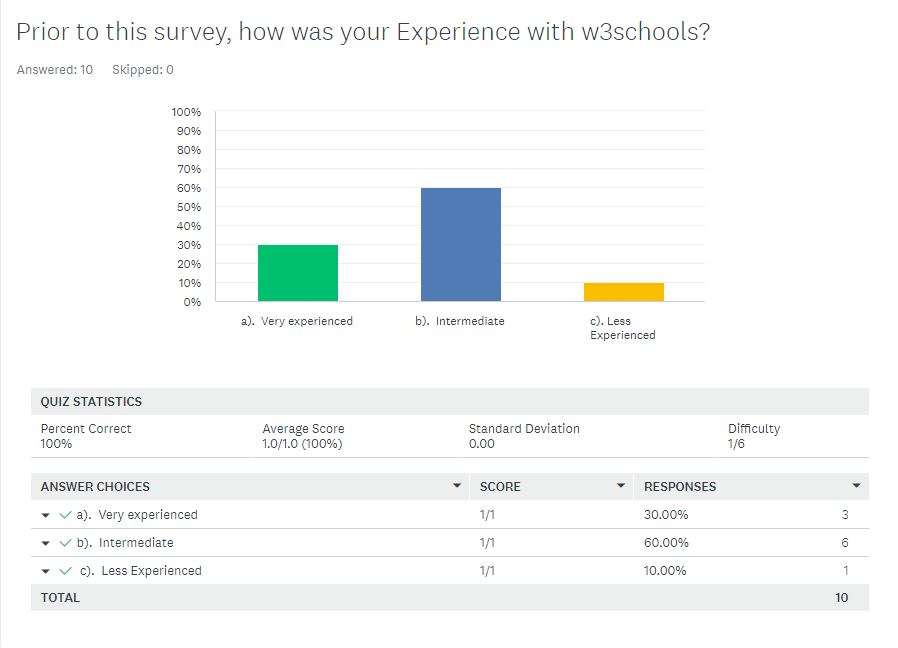 Prior to this survey, how was your Experience with w3schools?
Answered: 10 Skipped: 0
100%
90%
80%
70%
60%
50%
40%
30%
20%
10%
0%
a). Very experienced b). Intermediate c). Less
Experienced
QUIZ STATISTICS
Percent Correct Average Score Standard Deviation Difficulty
100% 1.0/1.0 (100%) 0.00 1/6
ANSWER CHOICES SCORE RESPONSES
a). Very experienced 1/1 30.00% 3
b). Intermediate 1/1 60.00% 6
c). Less Experienced 1/1 10.00% 1
TOTAL 10